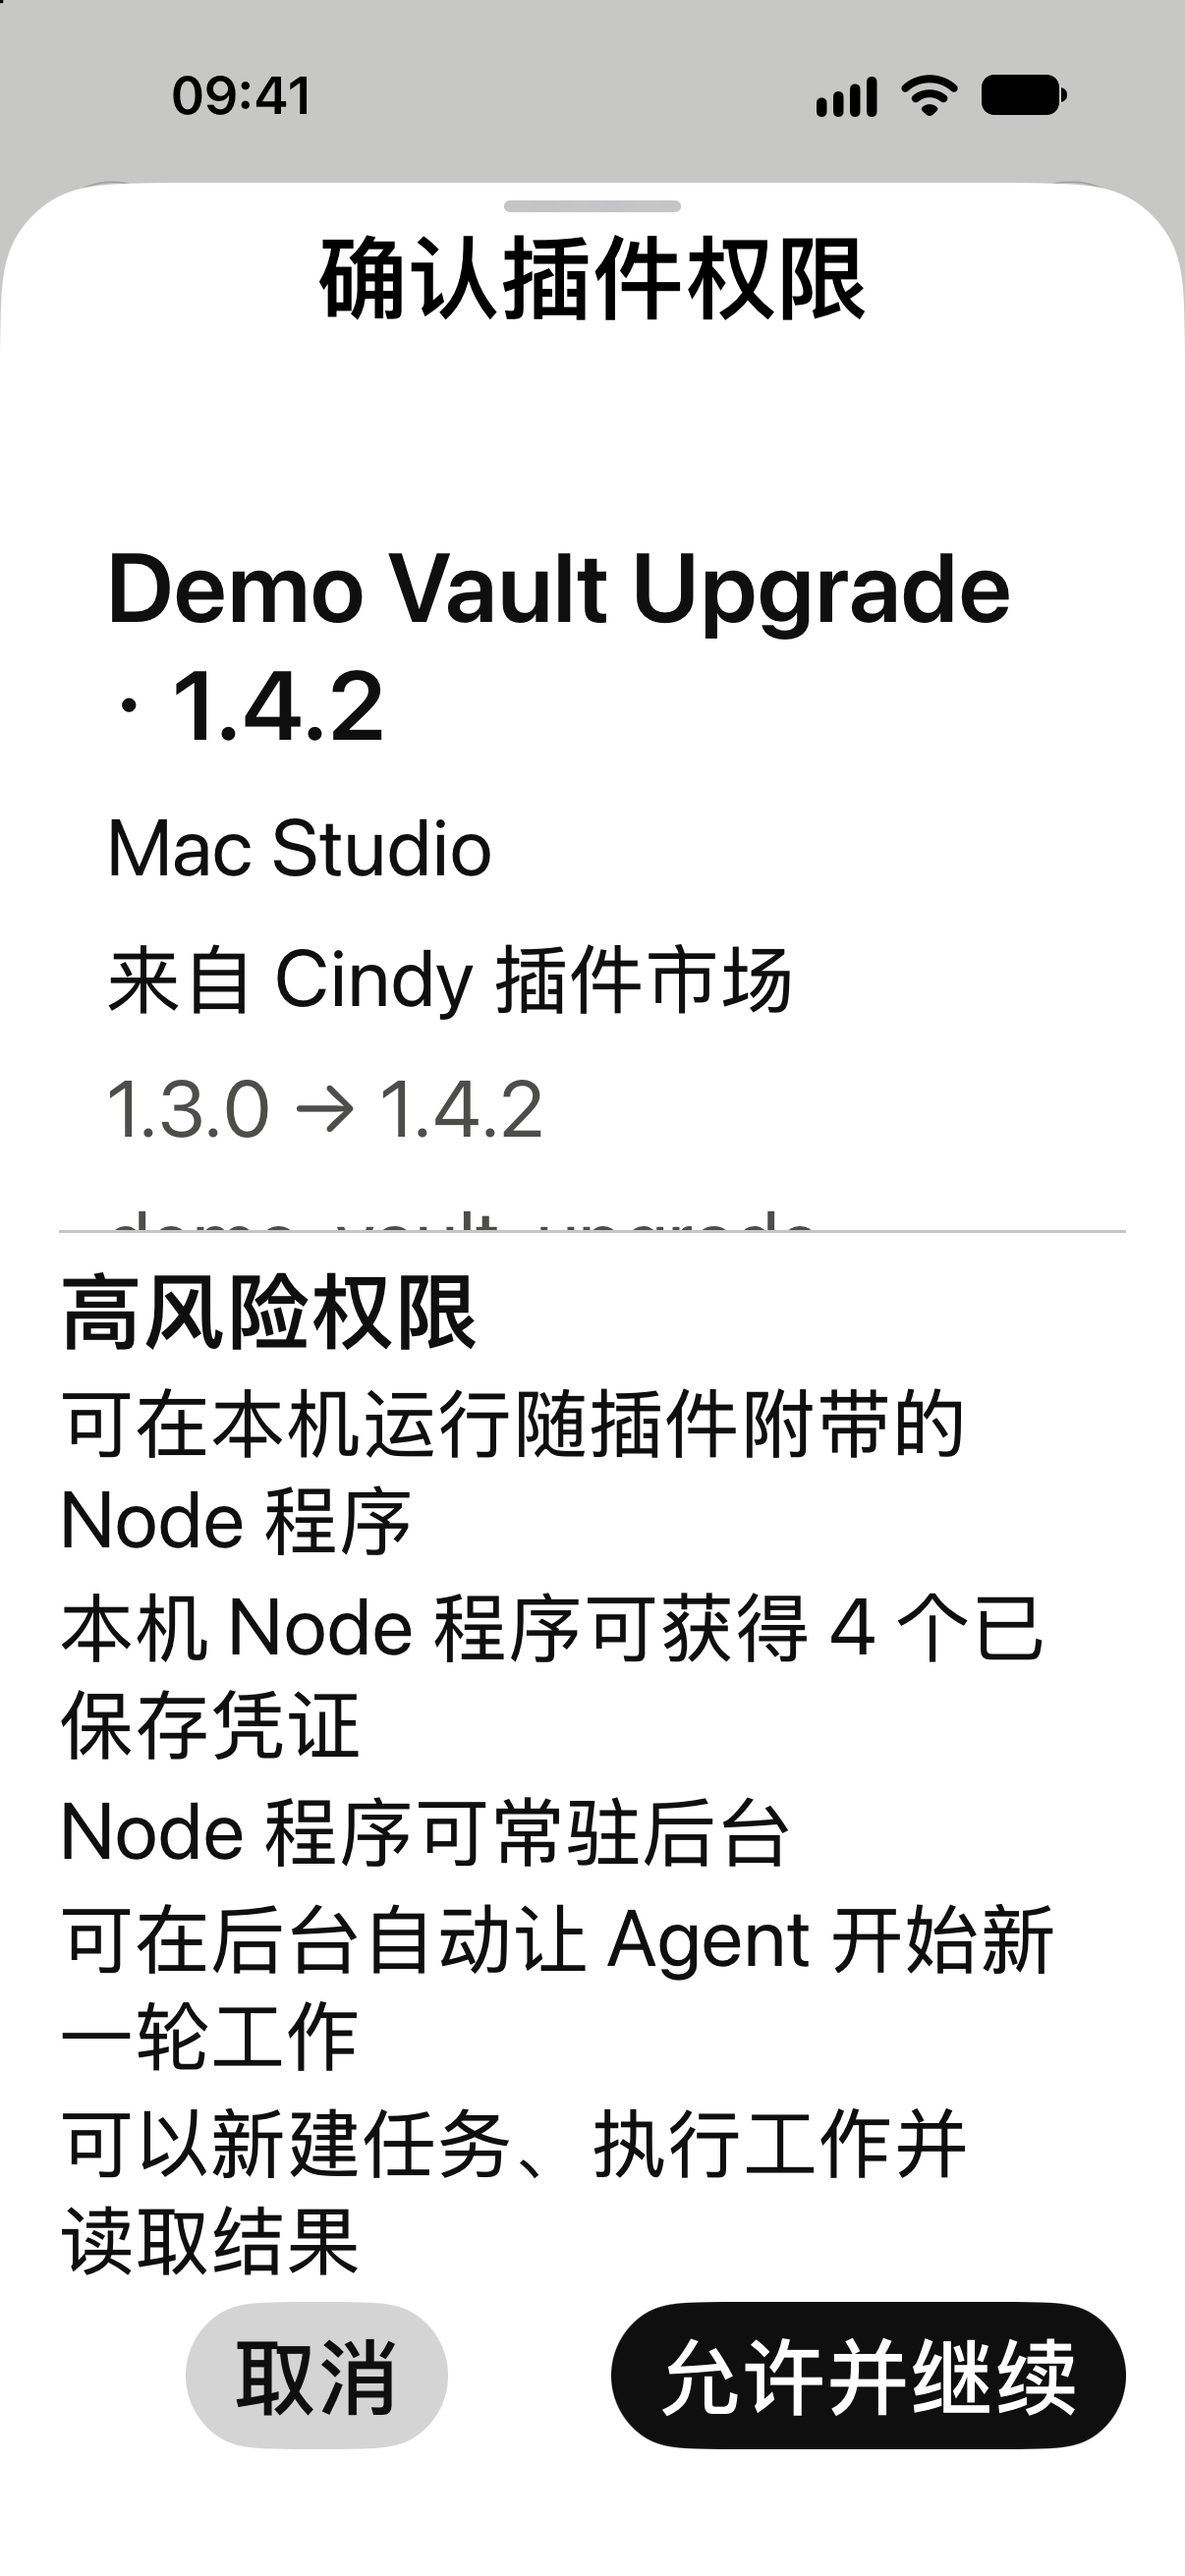 09:41
确认插件权限
Demo Vault Upgrade
· 1.4.2
Mac Studio
来自 Cindy 插件市场
1.3.0 → 1.4.2
高风险权限
可在本机运行随插件附带的
Node 程序
本机 Node 程序可获得 4 个已
保存凭证
Node 程序可常驻后台
可在后台自动让 Agent 开始新
一轮工作
可以新建任务、执行工作并
读取结果
取消
允许并继续